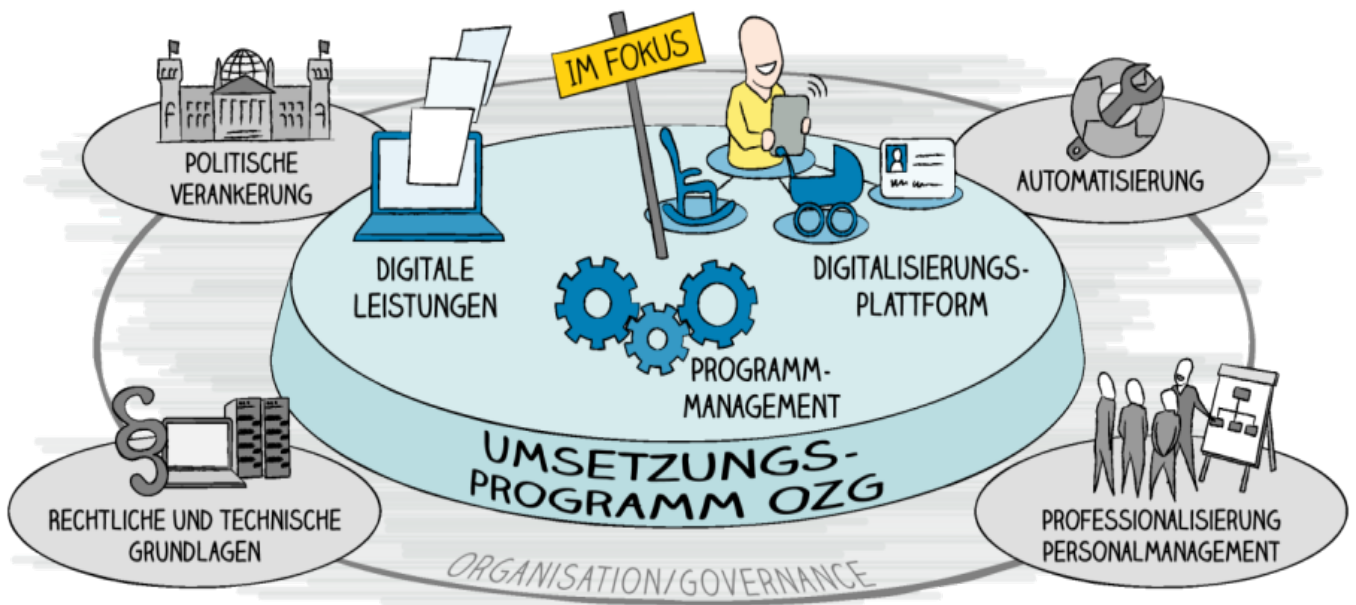 IM FOKUS
POLITISCHE
VERANKERUNG
AUTOMATISIERUNG
DIGITALE
LEISTUNGEN
DIGITALISIERUNGS-
PLATTFORM
PROGRAMM-
MANAGEMENT
UMSETZUNGS-
PROGRAMM OZG
RECHTLICHE UND TECHNISCHE
GRUNDLAGEN
PROFESSIONALISIERUNG
PERSONALMANAGEMENT
ORGANISATION/GOVERNANCE